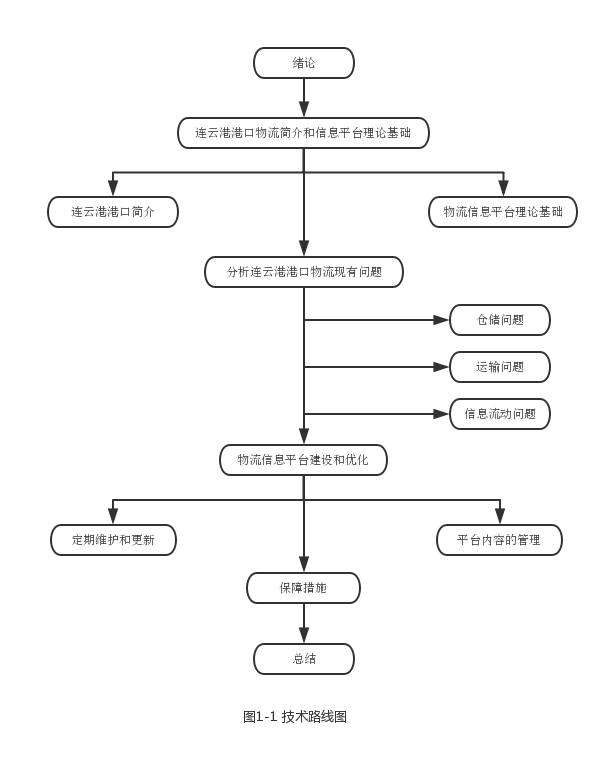 绪论
连云港港口物流简介和信息平台理论基础
连云港港口简介
物流信息平台理论基础
分析连云港港口物流现有问题
仓储问题
运输问题
信息流动问题
物流信息平台建设和优化
定期维护和更新
平台内容的管理
保障措施
总结
图1-1 技术路线图